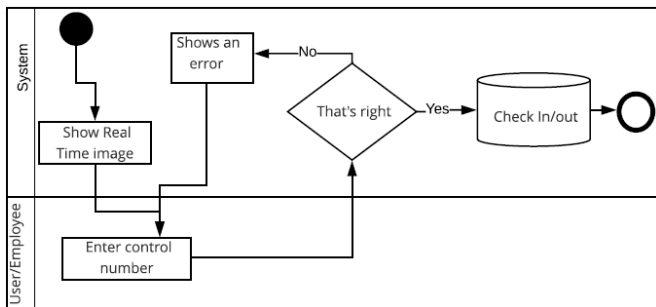 System
Shows an
error
No
That's right
Yes
Check In/out
Show Real
Time image
User/Employee
Enter control
number